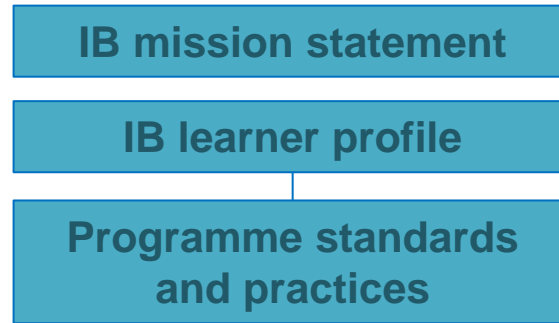 IB mission statement
IB learner profile
Programme standards
and practices